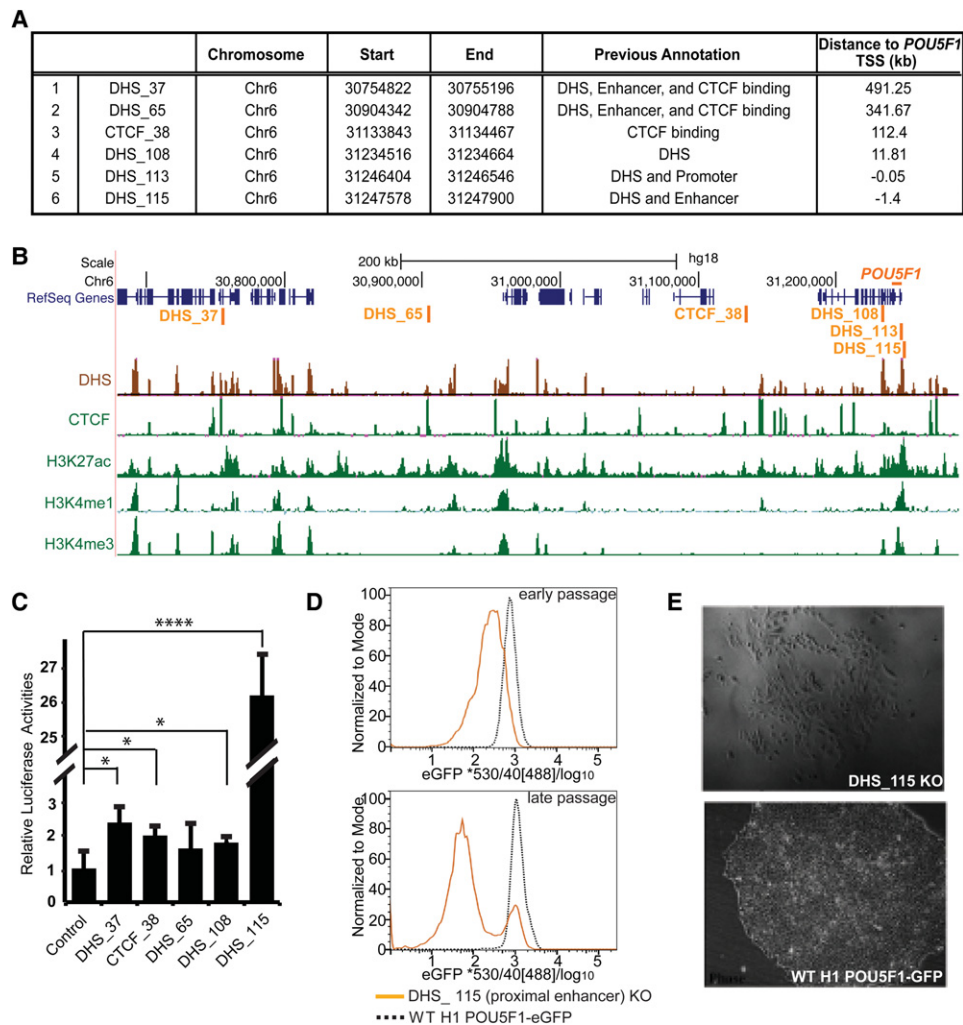 A
Chromosome Start End Previous Annotation Distance to POU5F1 TSS (kb)
1 DHS_37 Chr6 30754822 30755196 DHS, Enhancer, and CTCF binding 491.25
2 DHS_65 Chr6 30904342 30904788 DHS, Enhancer, and CTCF binding 341.67
3 CTCF_38 Chr6 31133843 31134467 CTCF binding 112.4
4 DHS_108 Chr6 31234516 31234664 DHS 11.81
5 DHS_113 Chr6 31246404 31246546 DHS and Promoter -0.05
6 DHS_115 Chr6 31247578 31247900 DHS and Enhancer -1.4
B
Scale 200 kb hg18
Chr6 30,800,000 30,900,000 31,000,000 31,100,000 31,200,000 POU5F1
RefSeq Genes
DHS_37 DHS_65 CTCF_38 DHS_108
DHS_113
DHS_115
DHS
CTCF
H3K27ac
H3K4me1
H3K4me3
C
Relative Luciferase Activities
27
26
25
3
2
1
0
****
*
*
*
Control DHS_37 CTCF_38 DHS_65 DHS_108 DHS_115
D
early passage
Normalized to Mode
100
80
60
40
20
0
0 1 2 3 4 5
eGFP *530/40[488]/log10
late passage
Normalized to Mode
100
80
60
40
20
0
0 1 2 3 4 5
eGFP *530/40[488]/log10
DHS_ 115 (proximal enhancer) KO
WT H1 POU5F1-eGFP
E
DHS_115 KO
Phase
WT H1 POU5F1-GFP